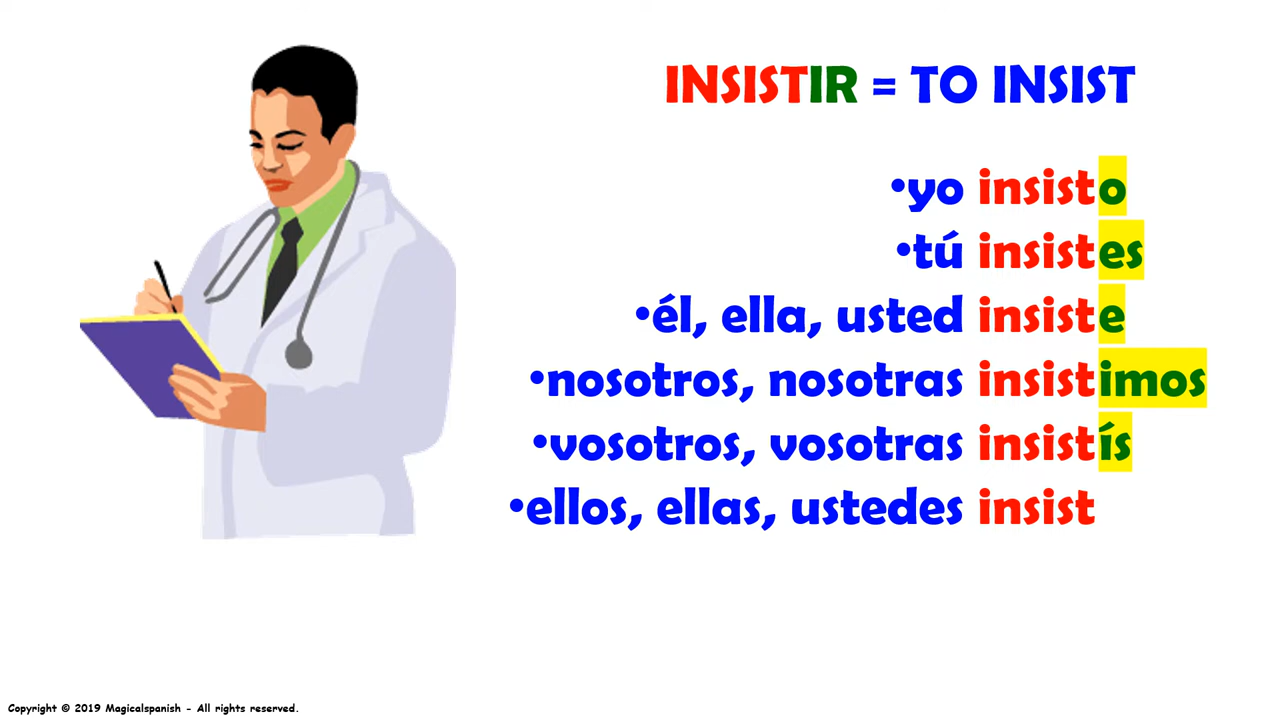 INSISTIR = TO INSIST
•yo insisto
•tú insistes
•él, ella, usted insiste
•nosotros, nosotras insistimos
•vosotros, vosotras insistís
•ellos, ellas, ustedes insist
Copyright © 2019 Magicalspanish - All rights reserved.